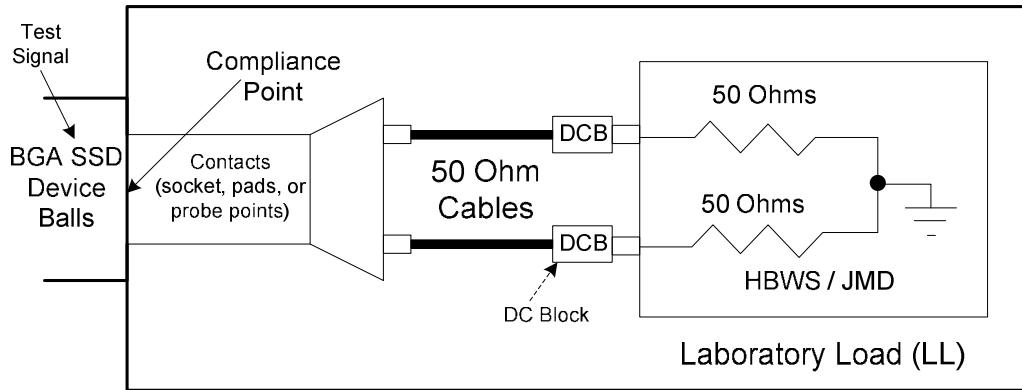 Test
Signal
Compliance
Point
BGA SSD
Device
Balls
Contacts
(socket, pads, or
probe points)
50 Ohm
Cables
DCB
DCB
DC Block
50 Ohms
50 Ohms
HBWS / JMD
Laboratory Load (LL)